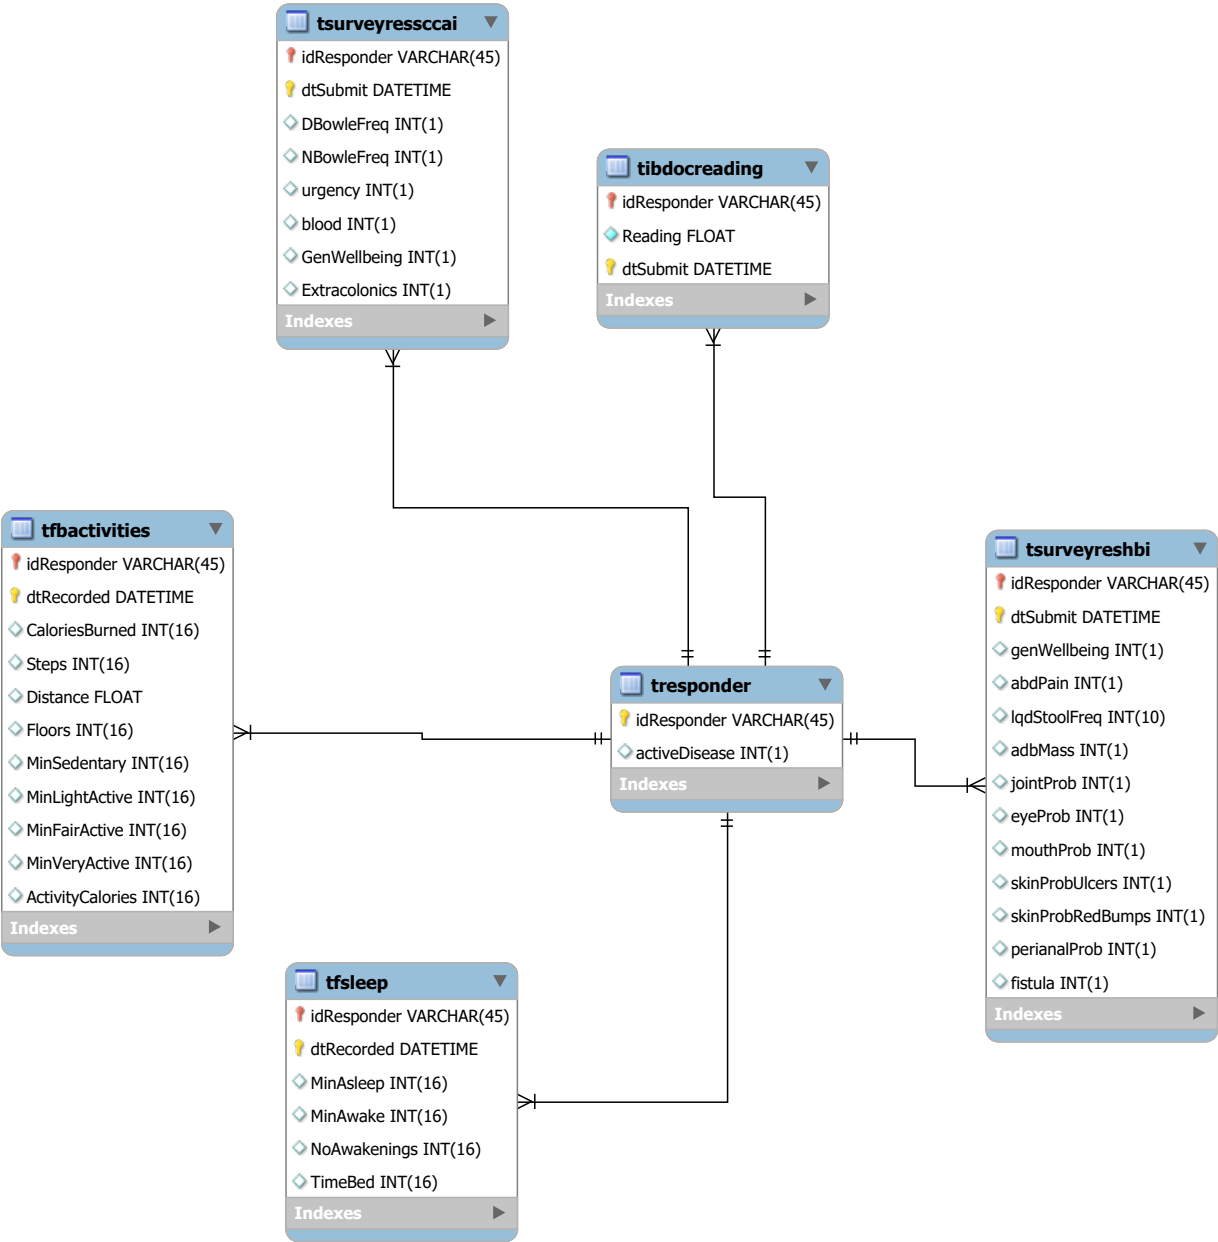 tsurveyressccai
idResponder VARCHAR(45)
dtSubmit DATETIME
DBowleFreq INT(1)
NBowleFreq INT(1)
urgency INT(1)
blood INT(1)
GenWellbeing INT(1)
Extracolonics INT(1)
Indexes
tibdocreading
idResponder VARCHAR(45)
Reading FLOAT
dtSubmit DATETIME
Indexes
tfbactivities
idResponder VARCHAR(45)
dtRecorded DATETIME
CaloriesBurned INT(16)
Steps INT(16)
Distance FLOAT
Floors INT(16)
MinSedentary INT(16)
MinLightActive INT(16)
MinFairActive INT(16)
MinVeryActive INT(16)
ActivityCalories INT(16)
Indexes
tresponder
idResponder VARCHAR(45)
activeDisease INT(1)
Indexes
tsurveyreshbi
idResponder VARCHAR(45)
dtSubmit DATETIME
genWellbeing INT(1)
abdPain INT(1)
lqdStoolFreq INT(10)
adbMass INT(1)
jointProb INT(1)
eyeProb INT(1)
mouthProb INT(1)
skinProbUlcers INT(1)
skinProbRedBumps INT(1)
perianalProb INT(1)
fistula INT(1)
Indexes
tfsleep
idResponder VARCHAR(45)
dtRecorded DATETIME
MinAsleep INT(16)
MinAwake INT(16)
NoAwakenings INT(16)
TimeBed INT(16)
Indexes